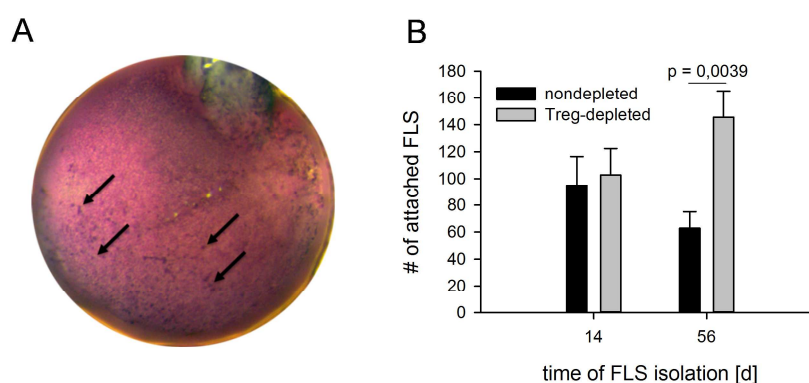 A
B
p = 0,0039
180
160
140
120
100
80
60
40
20
0
nondepleted
Treg-depleted
# of attached FLS
14
56
time of FLS isolation [d]